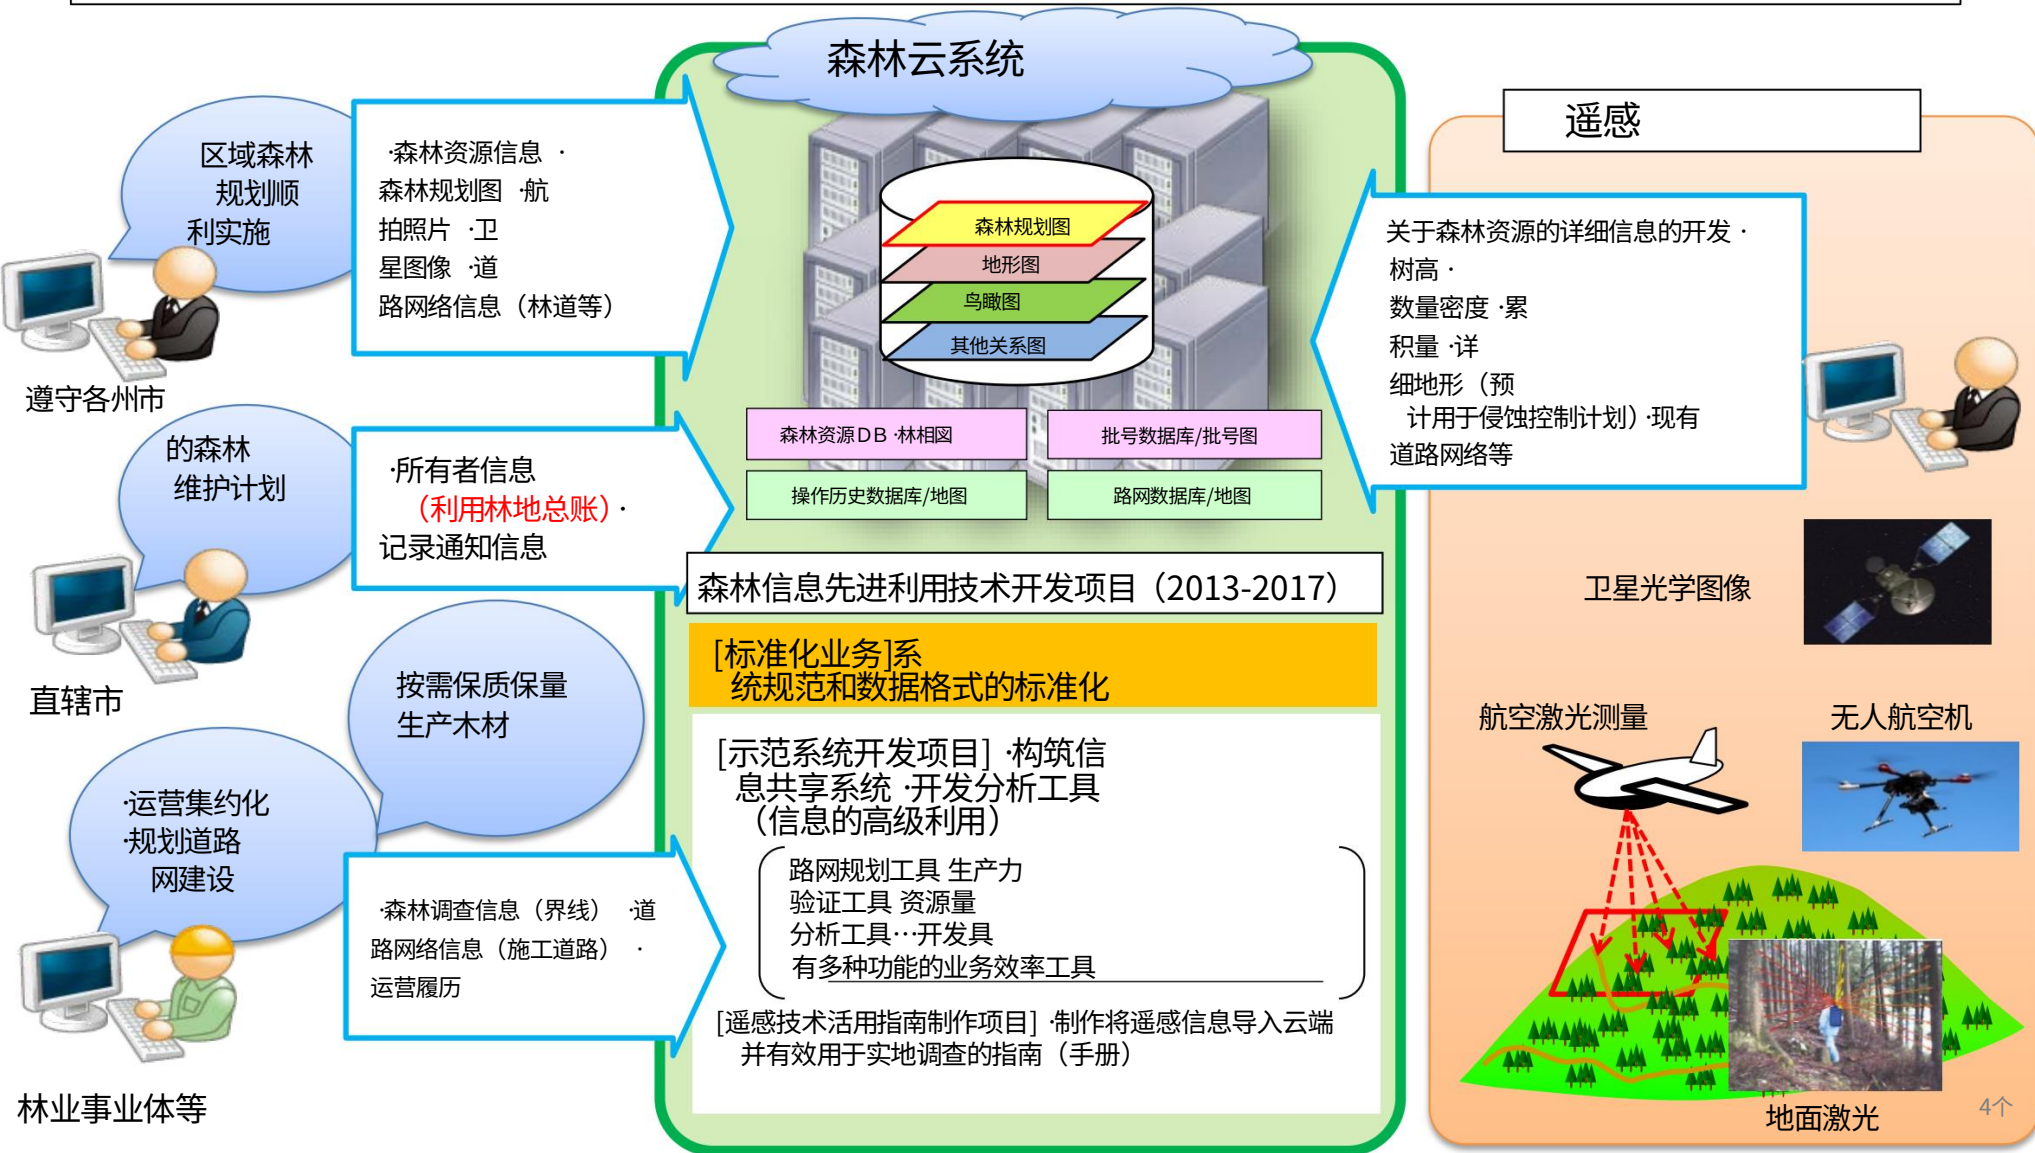 森林云系统
遥感
区域森林
规划顺
利实施
·森林资源信息 ·
森林规划图 ·航
拍照片 ·卫
星图像 ·道
路网络信息（林道等）
遵守各州市
的森林
维护计划
·所有者信息
（利用林地总账）·
记录通知信息
直辖市
按需保质保量
生产木材
·运营集约化
·规划道路
网建设
·森林调查信息（界线） ·道
路网络信息（施工道路） ·
运营履历
林业事业体等
森林规划图
地形图
鸟瞰图
其他关系图
森林资源DB ·林相図
批号数据库/批号图
操作历史数据库/地图
路网数据库/地图
森林信息先进利用技术开发项目（2013-2017）
[标准化业务]系
统规范和数据格式的标准化
[示范系统开发项目] ·构筑信
息共享系统 ·开发分析工具
（信息的高级利用）
路网规划工具 生产力
验证工具 资源量
分析工具…开发具
有多种功能的业务效率工具
[遥感技术活用指南制作项目] ·制作将遥感信息导入云端
并有效用于实地调查的指南（手册）
关于森林资源的详细信息的开发 ·
树高 ·
数量密度 ·累
积量 ·详
细地形（预
计用于侵蚀控制计划）·现有
道路网络等
卫星光学图像
航空激光测量
无人航空机
地面激光
4个